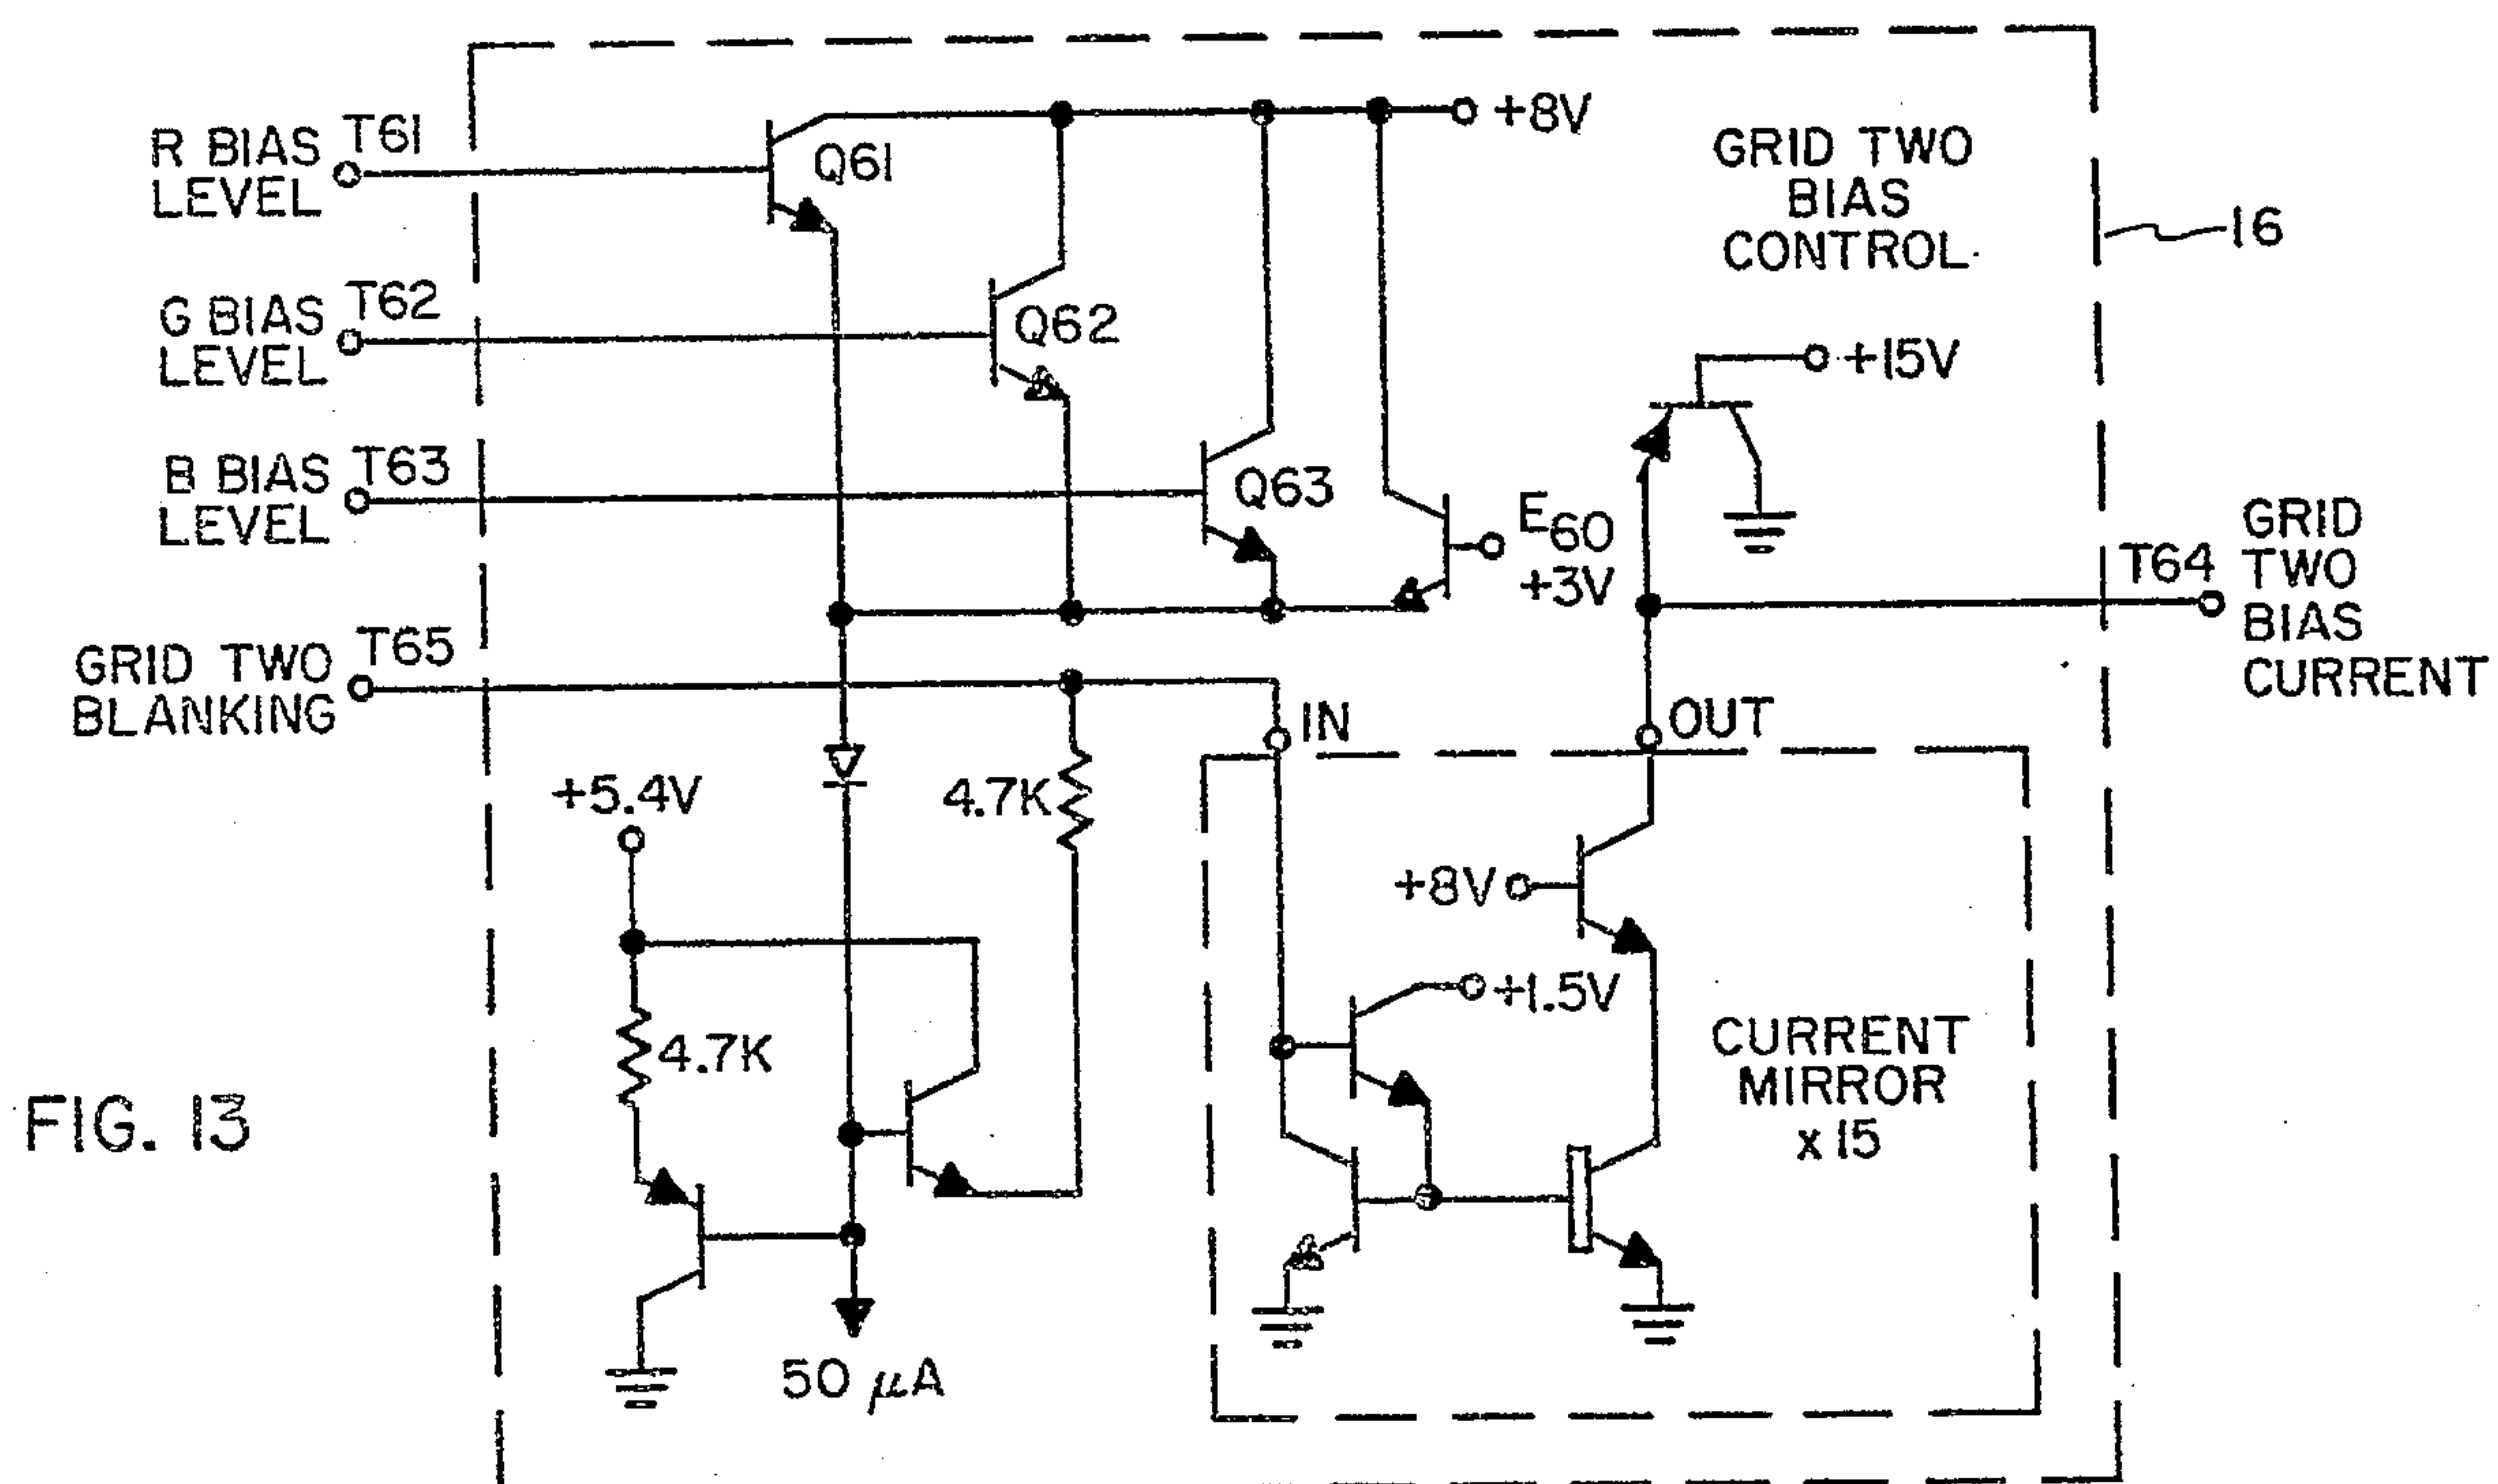 R BIAS
LEVEL
T61
Q61
+8V
GRID TWO
BIAS
CONTROL
16
G BIAS
LEVEL
T62
Q62
+15V
B BIAS
LEVEL
T63
Q63
E60
+3V
T64
GRID
TWO
BIAS
CURRENT
GRID TWO
BLANKING
T65
IN
OUT
+5.4V
4.7K
+8V
4.7K
+1.5V
CURRENT
MIRROR
x15
FIG. 13
50 μA